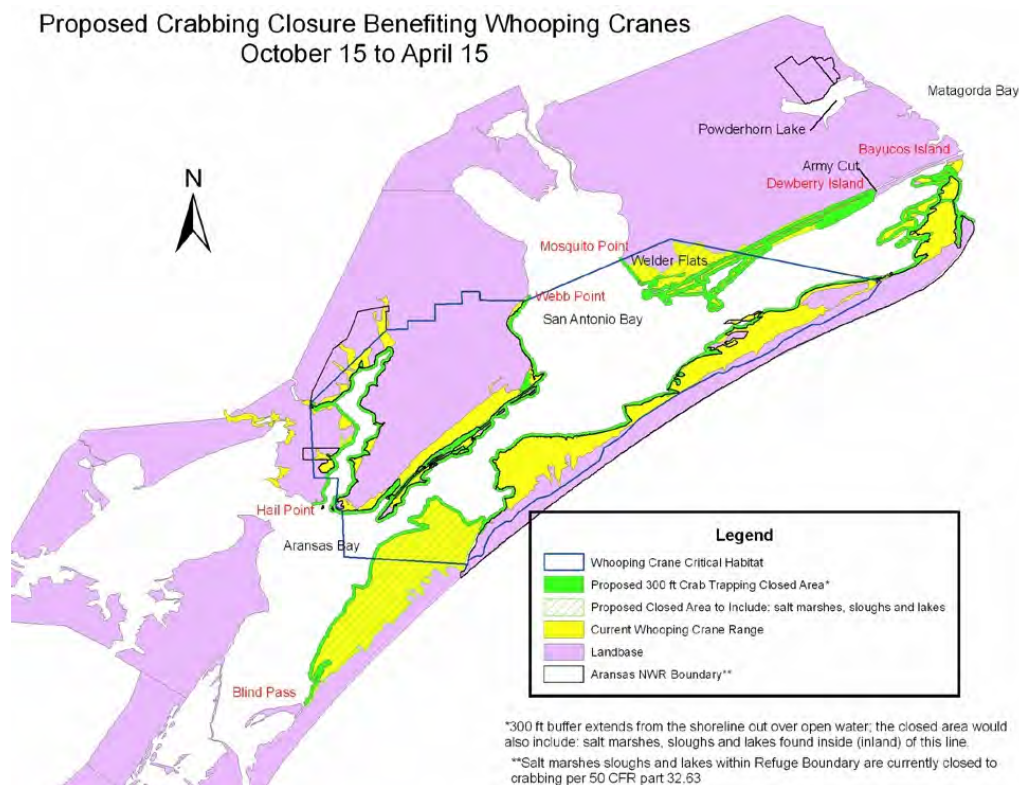 Proposed Crabbing Closure Benefiting Whooping Cranes
October 15 to April 15
Matagorda Bay
Powderhorn Lake
Bayucos Island
Army Cut
Dewberry Island
N
Mosquito Point
Welder Flats
Webb Point
San Antonio Bay
Hail Point
Aransas Bay
Blind Pass
Legend
Whooping Crane Critical Habitat
Proposed 300 ft Crab Trapping Closed Area*
Proposed Closed Area to Include: salt marshes, sloughs and lakes
Current Whooping Crane Range
Landbase
Aransas NWR Boundary**
*300 ft buffer extends from the shoreline out over open water; the closed area would
also include: salt marshes, sloughs and lakes found inside (inland) of this line.
**Salt marshes sloughs and lakes within Refuge Boundary are currently closed to
crabbing per 50 CFR part 32.63